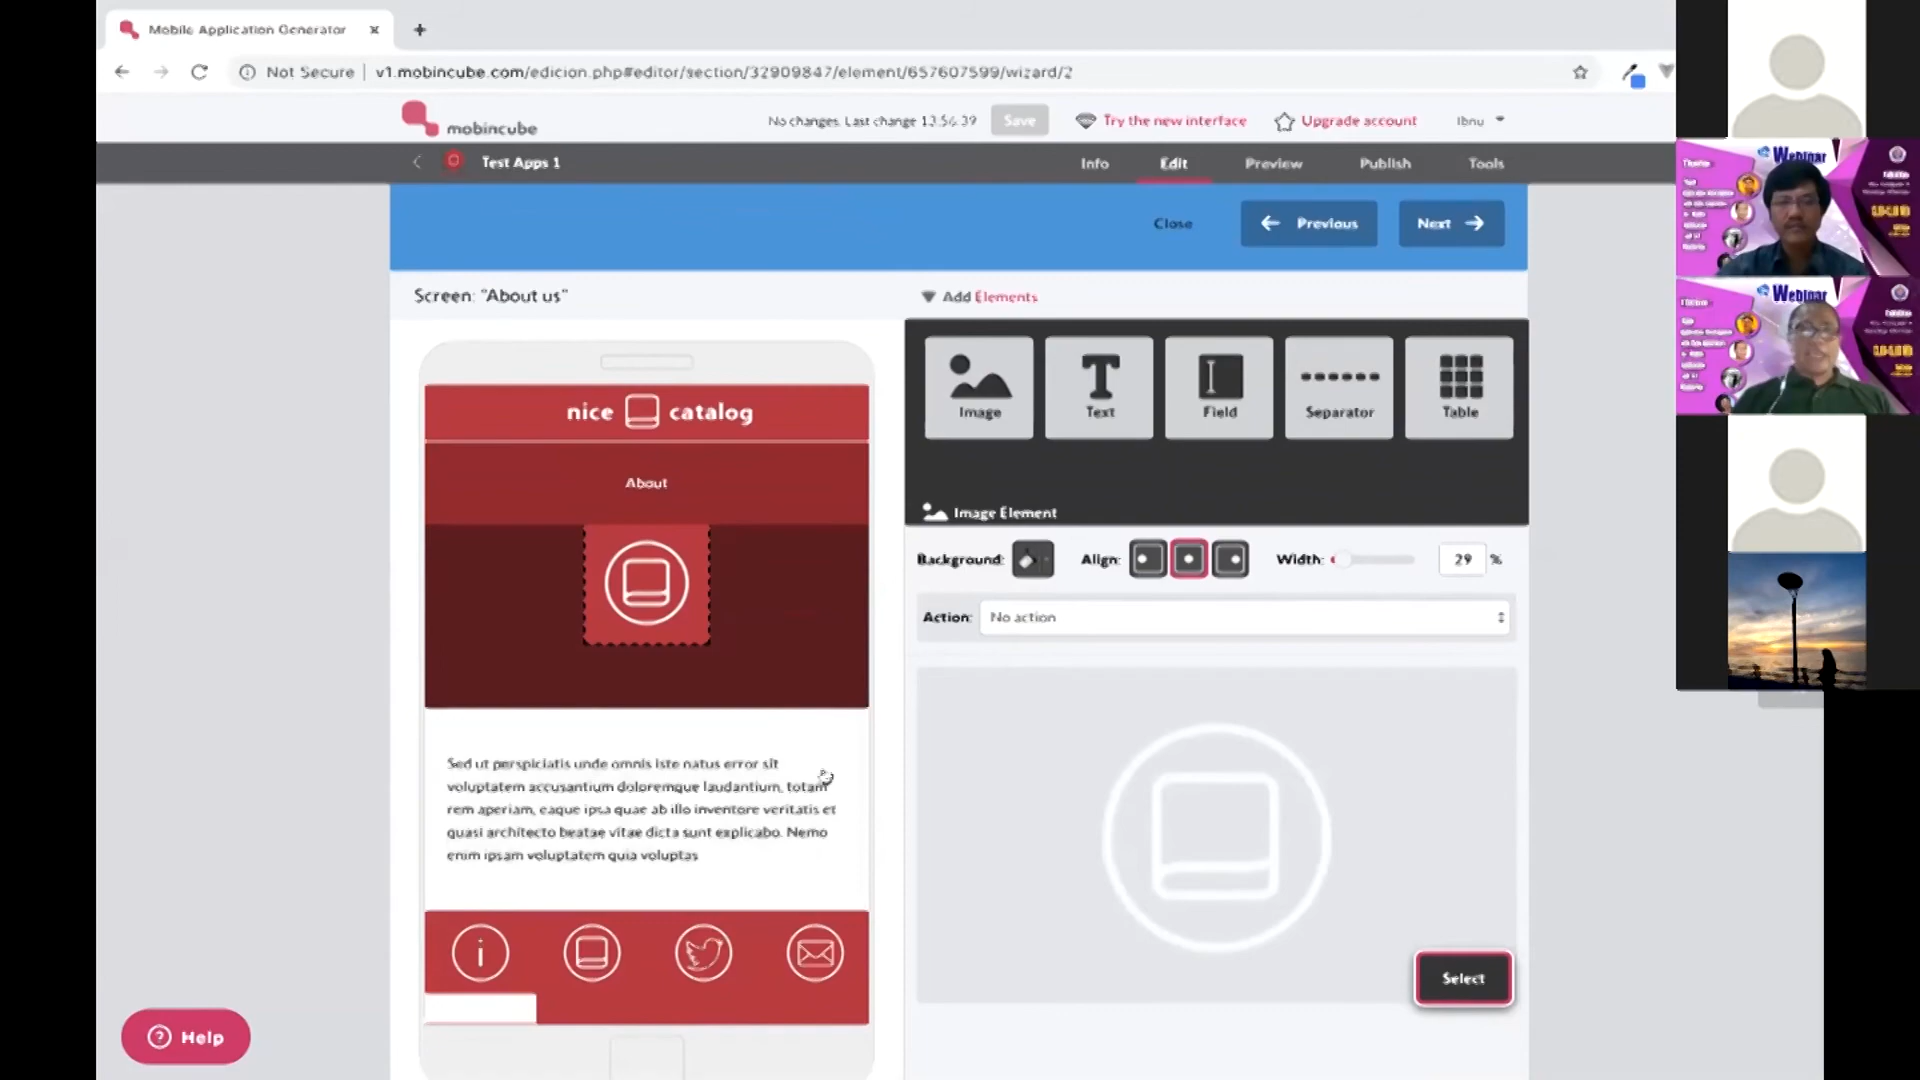 Mobile Application Generator
Not Secure
v1.mobincube.com/edicion.php#editor/section/32909847/element/657607599/wizard/2
mobincube
No changes. Last change 13:56:39
Save
Try the new interface
Upgrade account
Ibnu
Test Apps 1
Info
Edit
Preview
Publish
Tools
Close
Previous
Next
Screen: "About us"
Add Elements
nice catalog
About
Image
Text
Field
Separator
Table
Image Element
Background:
Align:
Width:
29
%
Action:
No action
Sed ut perspiciatis unde omnis iste natus error sit
voluptatem accusantium doloremque laudantium, totam
rem aperiam, eaque ipsa quae ab illo inventore veritatis et
quasi architecto beatae vitae dicta sunt explicabo. Nemo
enim ipsam voluptatem quia voluptas
Select
Help
Webinar
Webinar